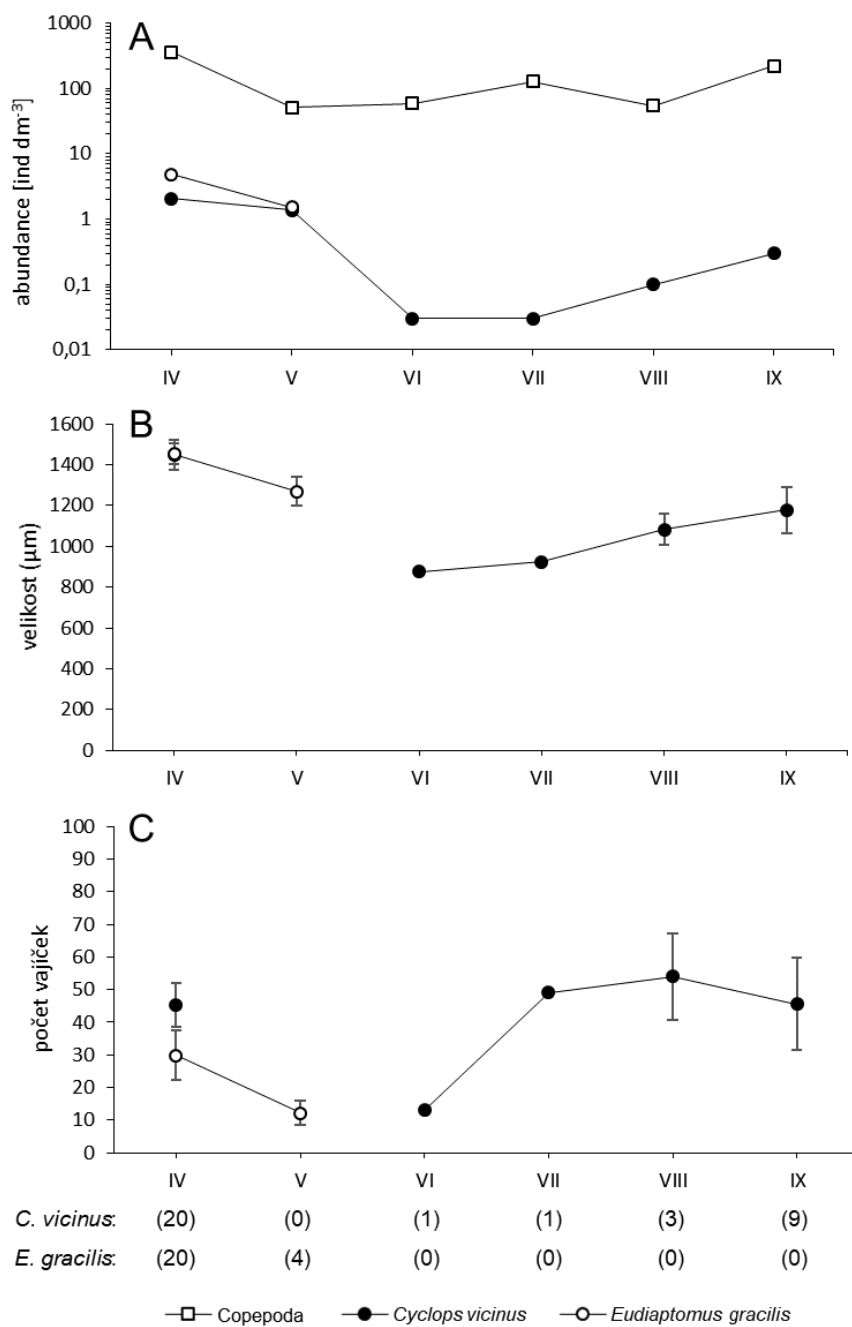 A
abundance [ind dm⁻³]
1000
100
10
1
0,1
0,01
IV V VI VII VIII IX
B
velikost (µm)
1600
1400
1200
1000
800
600
400
200
0
IV V VI VII VIII IX
C
počet vajíček
100
90
80
70
60
50
40
30
20
10
0
IV V VI VII VIII IX
C. vicinus: (20) (0) (1) (1) (3) (9)
E. gracilis: (20) (4) (0) (0) (0) (0)
Copepoda Cyclops vicinus Eudiaptomus gracilis